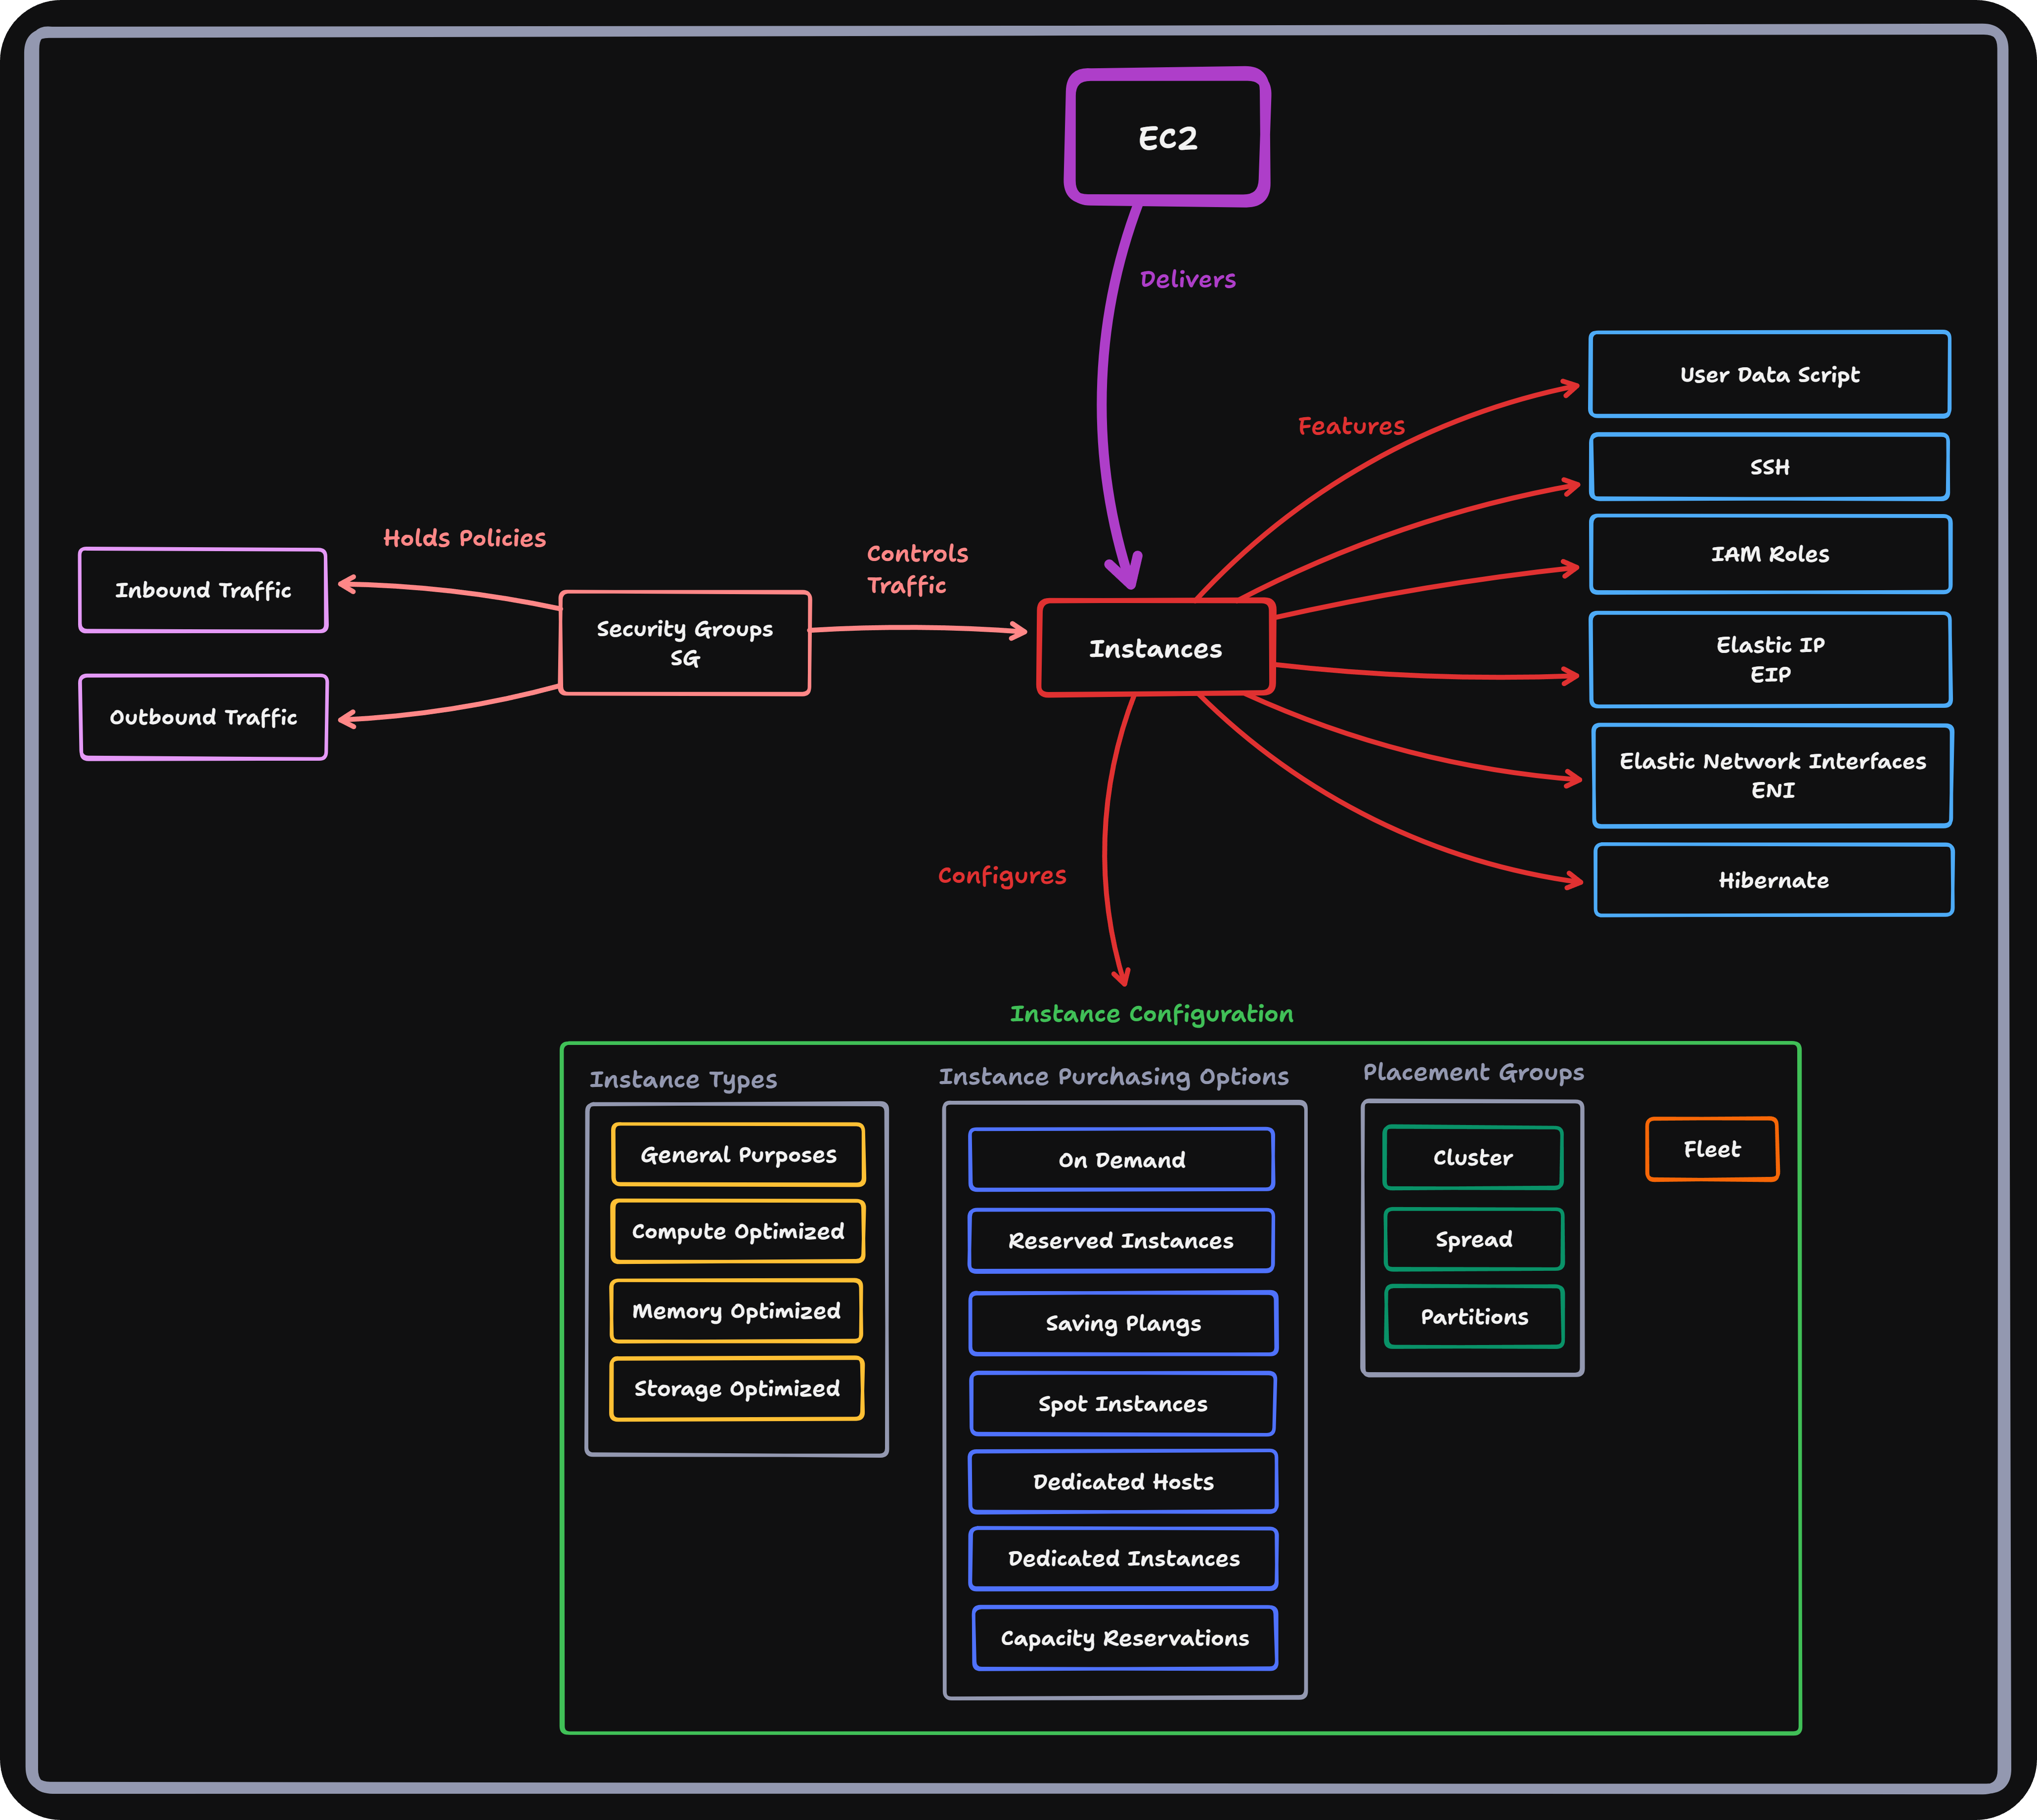 EC2
Delivers
User Data Script
Features
SSH
Holds Policies
Controls
Traffic
IAM Roles
Inbound Traffic
Security Groups
SG
Instances
Elastic IP
EIP
Outbound Traffic
Elastic Network Interfaces
ENI
Configures
Hibernate
Instance Configuration
Instance Types
General Purposes
Compute Optimized
Memory Optimized
Storage Optimized
Instance Purchasing Options
On Demand
Reserved Instances
Saving Plangs
Spot Instances
Dedicated Hosts
Dedicated Instances
Capacity Reservations
Placement Groups
Cluster
Spread
Partitions
Fleet